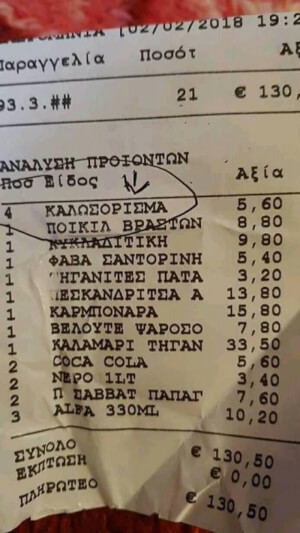 [02/02/2018 19:2
Παραγγελία Ποσότ Αξ
93.3.## 21 € 130,
ΑΝΑΛΥΣΗ ΠΡΟΙΟΝΤΩΝ
Ποσ Είδος Αξία
4 ΚΑΛΩΣΟΡΙΣΜΑ 5,60
1 ΠΟΙΚΙΛ ΒΡΑΣΤΩΝ 8,80
1 ΚΥΚΛΑΔΙΤΙΚΗ 9,80
1 ΦΑΒΑ ΣΑΝΤΟΡΙΝΗ 5,40
1 ΤΗΓΑΝΙΤΕΣ ΠΑΤΑ 3,20
1 ΠΕΣΚΑΝΔΡΙΤΣΑ Α 13,80
1 ΚΑΡΜΠΟΝΑΡΑ 15,80
1 ΒΕΛΟΥΤΕ ΨΑΡΟΣΟ 7,80
1 ΚΑΛΑΜΑΡΙ ΤΗΓΑΝ 33,50
2 COCA COLA 5,60
2 ΝΕΡΟ 1LT 3,40
2 Π ΣΑΒΒΑΤ ΠΑΠΑΓ 7,60
3 ALFA 330ML 10,20
ΣΥΝΟΛΟ € 130,50
ΕΚΠΤΩΣΗ € 0,00
ΠΛΗΡΩΤΕΟ € 130,50